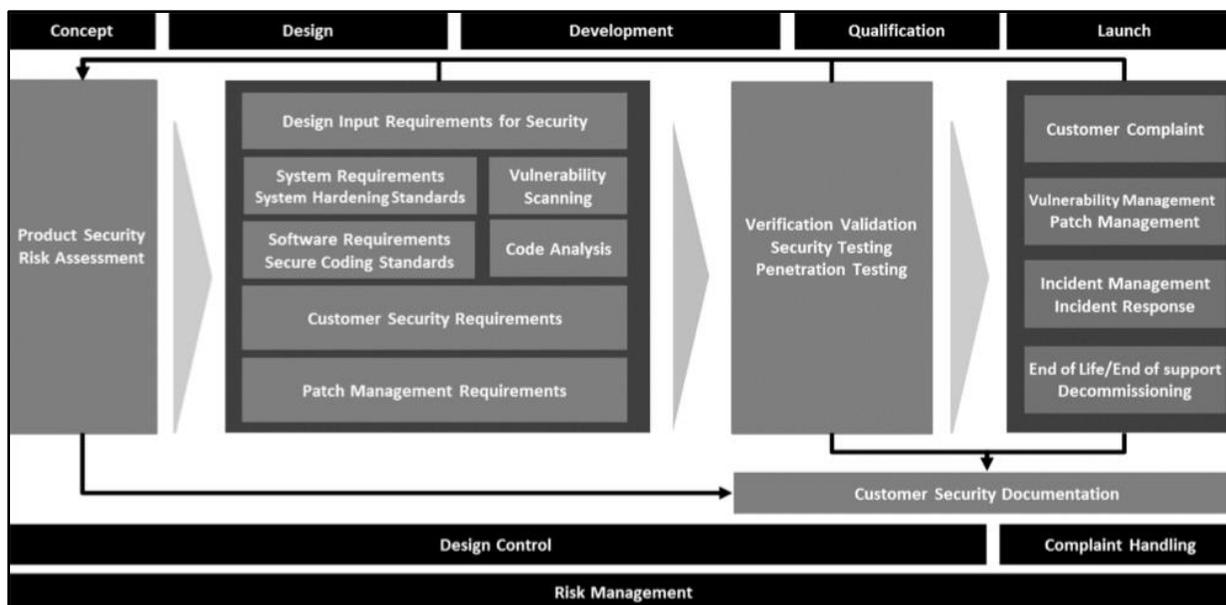 Concept
Design
Development
Qualification
Launch
Product Security
Risk Assessment
Design Input Requirements for Security
System Requirements
System Hardening Standards
Vulnerability
Scanning
Software Requirements
Secure Coding Standards
Code Analysis
Customer Security Requirements
Patch Management Requirements
Verification Validation
Security Testing
Penetration Testing
Customer Complaint
Vulnerability Management
Patch Management
Incident Management
Incident Response
End of Life/End of support
Decommissioning
Customer Security Documentation
Design Control
Complaint Handling
Risk Management